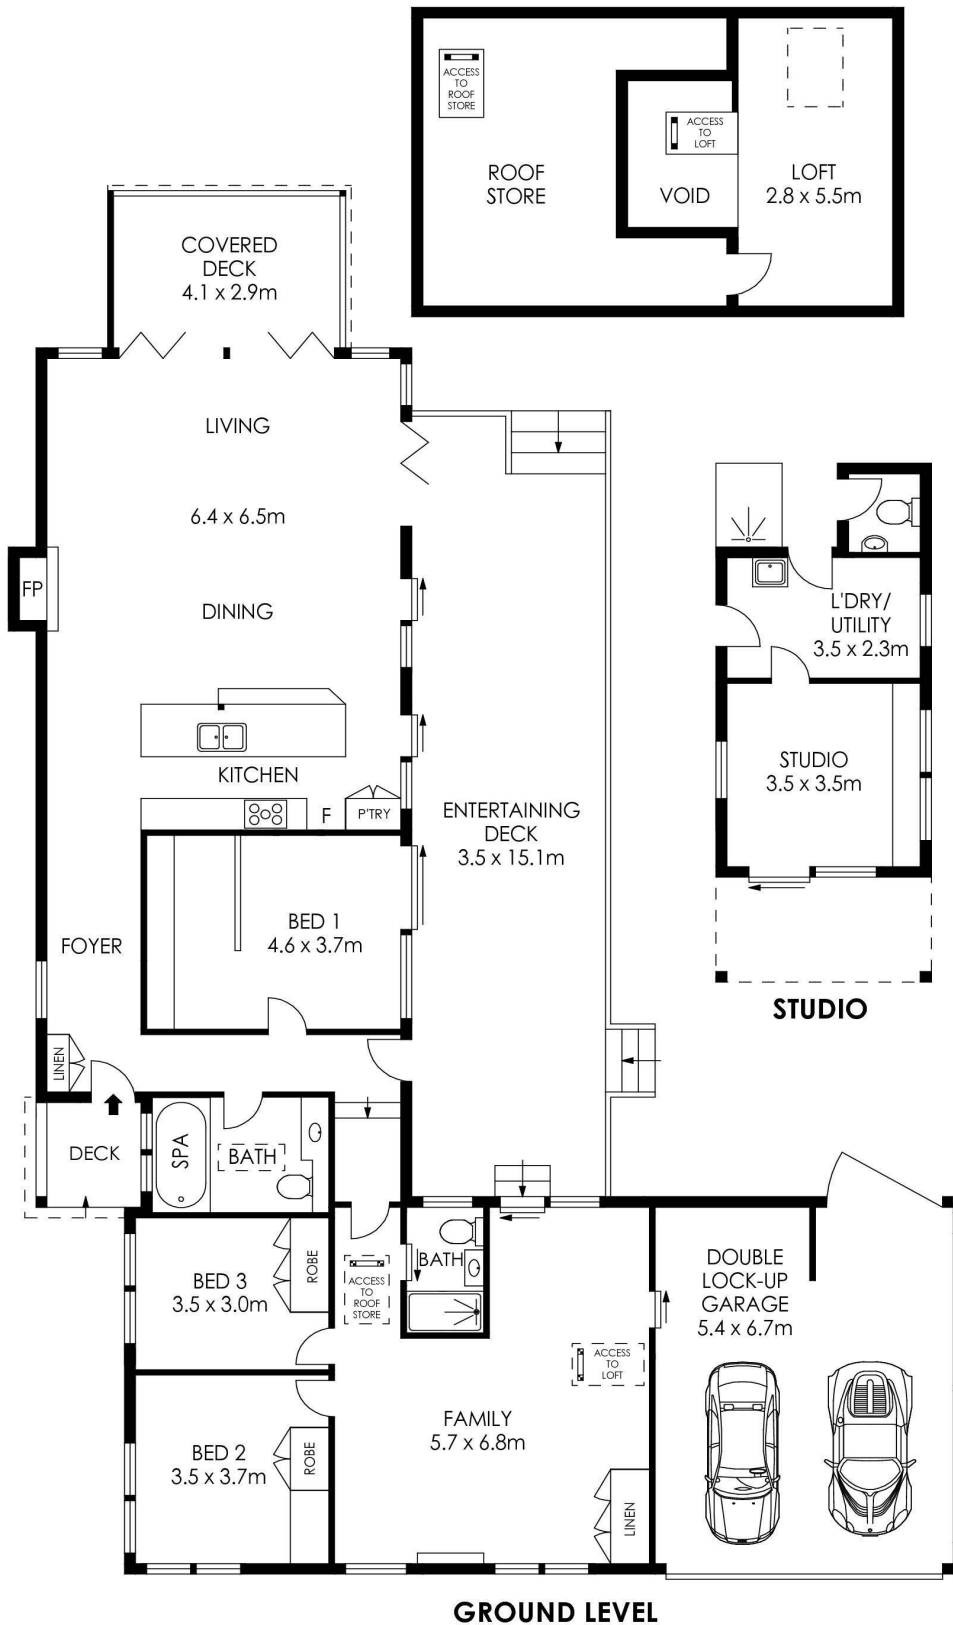 ACCESS
TO
ROOF
STORE
ROOF
STORE
ACCESS
TO
LOFT
VOID
LOFT
2.8 x 5.5m
COVERED
DECK
4.1 x 2.9m
LIVING
6.4 x 6.5m
FP
DINING
KITCHEN
F
P'TRY
ENTERTAINING
DECK
3.5 x 15.1m
BED 1
4.6 x 3.7m
FOYER
LINEN
L'DRY/
UTILITY
3.5 x 2.3m
STUDIO
3.5 x 3.5m
STUDIO
DECK
SPA
BATH
BED 3
3.5 x 3.0m
ROBE
ACCESS
TO
ROOF
STORE
BATH
DOUBLE
LOCK-UP
GARAGE
5.4 x 6.7m
ACCESS
TO
LOFT
FAMILY
5.7 x 6.8m
BED 2
3.5 x 3.7m
ROBE
LINEN
GROUND LEVEL